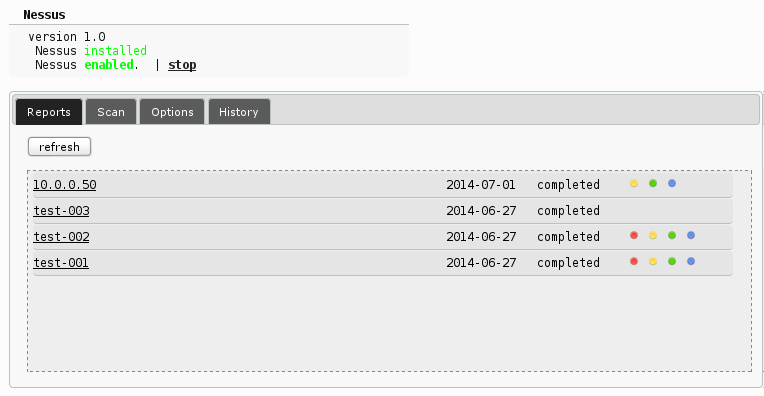 Nessus
version 1.0
Nessus installed
Nessus enabled. | stop
Reports Scan Options History
refresh
10.0.0.50 2014-07-01 completed
test-003 2014-06-27 completed
test-002 2014-06-27 completed
test-001 2014-06-27 completed